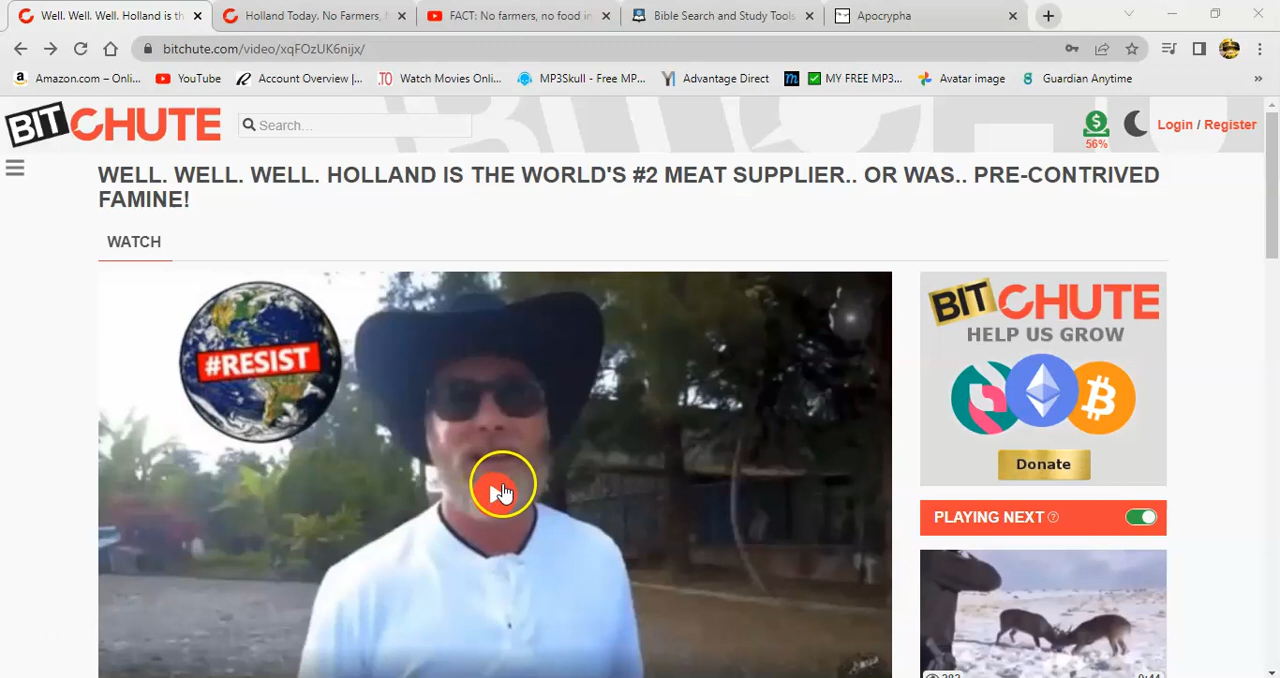 Well. Well. Well. Holland is th
Holland Today. No Farmers,
FACT: No farmers, no food in
Bible Search and Study Tools
Apocrypha
bitchute.com/video/xqFOzUK6nijx/
Amazon.com – Onli...
YouTube
Account Overview |...
.TO
Watch Movies Onli...
MP3Skull - Free MP...
Advantage Direct
MY FREE MP3...
Avatar image
Guardian Anytime
BITCHUTE
Search...
56%
Login / Register
WELL. WELL. WELL. HOLLAND IS THE WORLD'S #2 MEAT SUPPLIER.. OR WAS.. PRE-CONTRIVED
FAMINE!
WATCH
#RESIST
BITCHUTE
HELP US GROW
Donate
PLAYING NEXT
0:44